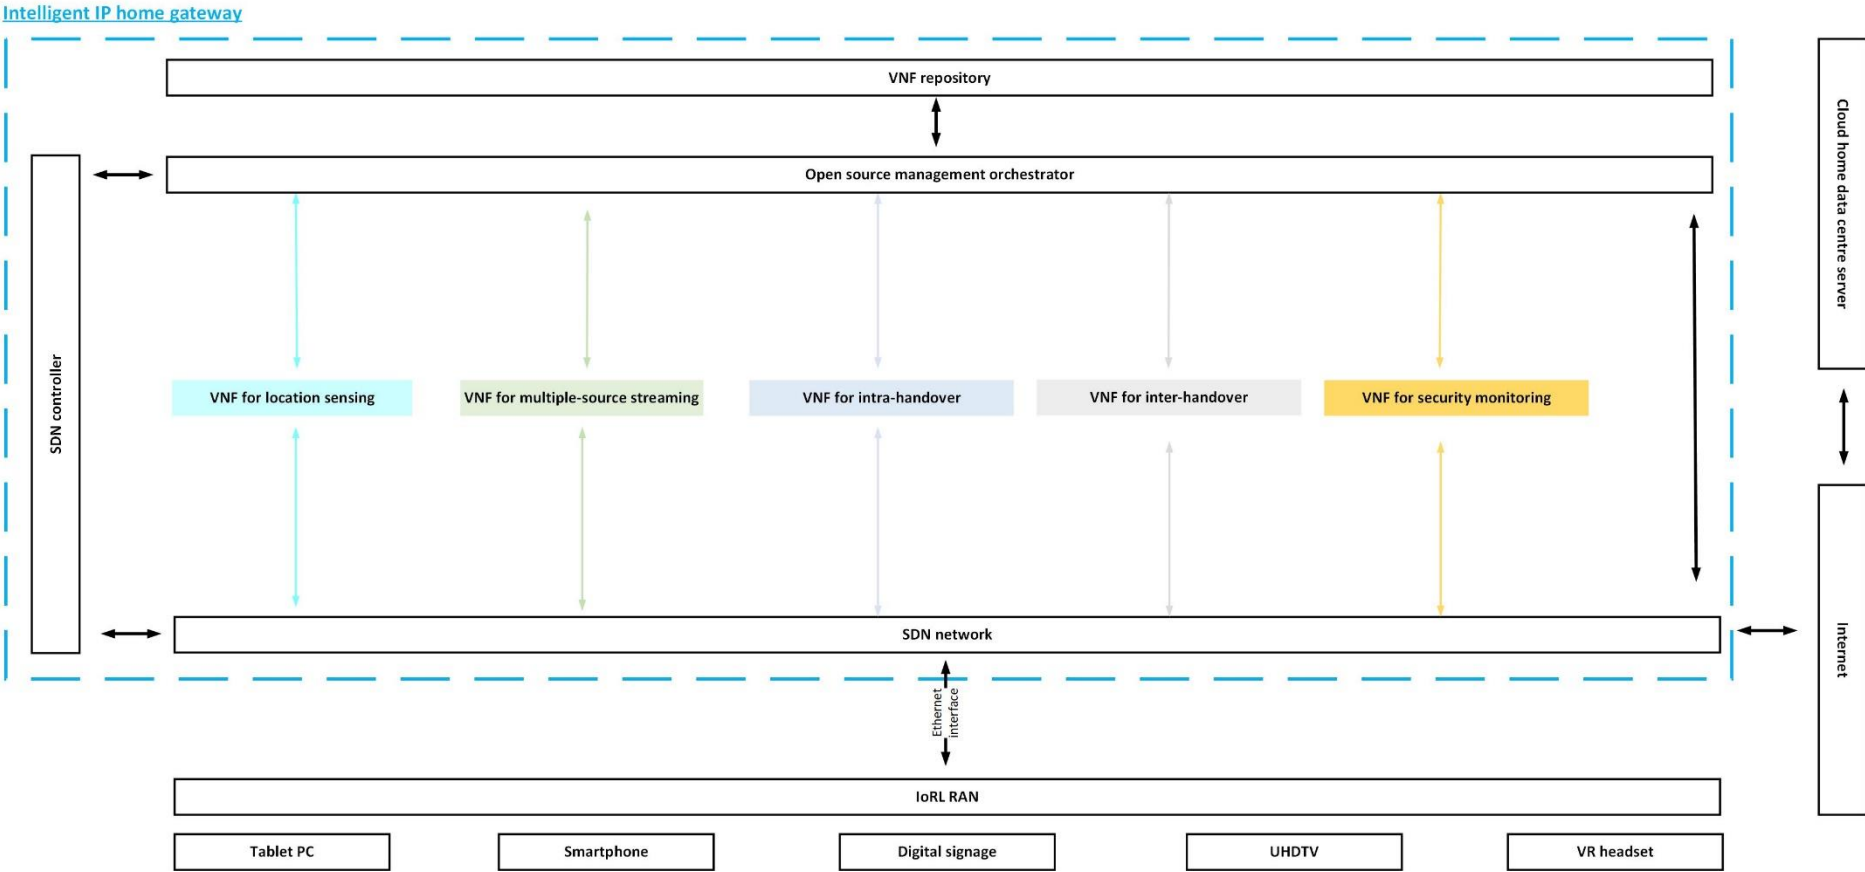 Intelligent IP home gateway
VNF repository
Open source management orchestrator
SDN controller
VNF for location sensing
VNF for multiple-source streaming
VNF for intra-handover
VNF for inter-handover
VNF for security monitoring
SDN network
Ethernet
interface
IoRL RAN
Tablet PC
Smartphone
Digital signage
UHDTV
VR headset
Cloud home data centre server
Internet